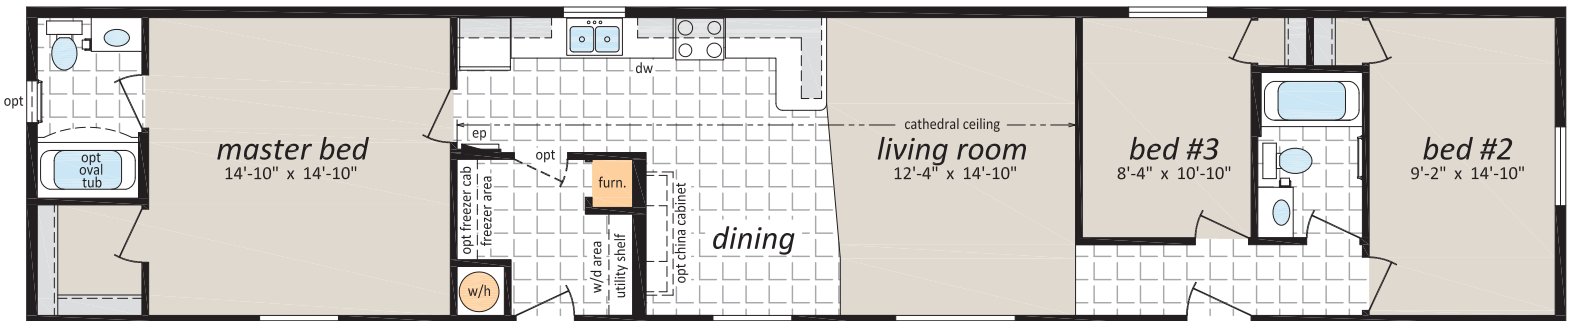 opt
opt
oval
tub
master bed
14'-10" x 14'-10"
dw
ep
opt
opt freezer cab
freezer area
furn.
w/h
w/d area
utility shelf
opt china cabinet
dining
cathedral ceiling
living room
12'-4" x 14'-10"
bed #3
8'-4" x 10'-10"
bed #2
9'-2" x 14'-10"